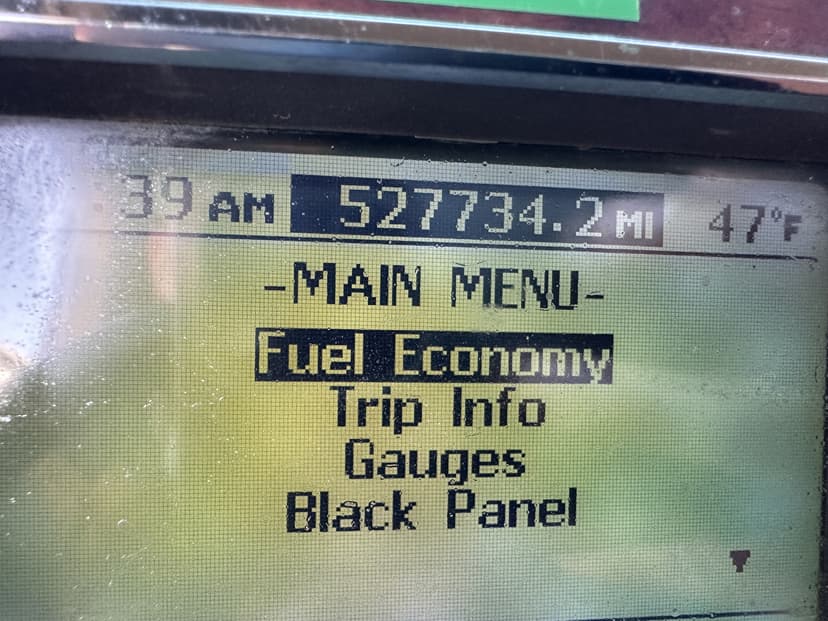 :39 AM 527734.2 MI 47°F
-MAIN MENU-
Fuel Economy
Trip Info
Gauges
Black Panel